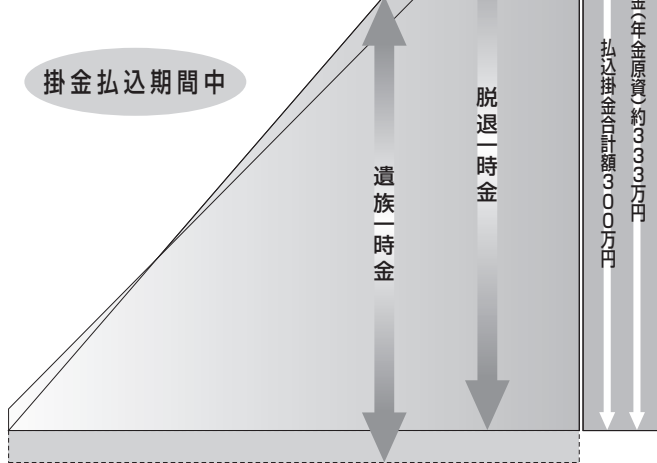 掛金払込期間中
金(年金原資)約333万円
払込掛金合計額300万円
脱退一時金
遺族一時金